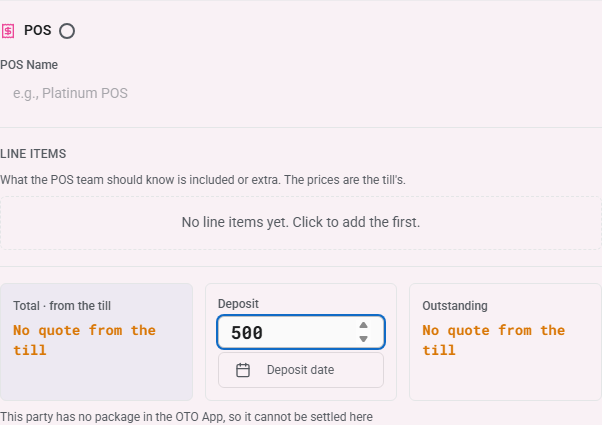 POS
POS Name
e.g., Platinum POS
LINE ITEMS
What the POS team should know is included or extra. The prices are the till's.
No line items yet. Click to add the first.
Total · from the till
No quote from the
till
Deposit
500
Deposit date
Outstanding
No quote from the
till
This party has no package in the OTO App, so it cannot be settled here